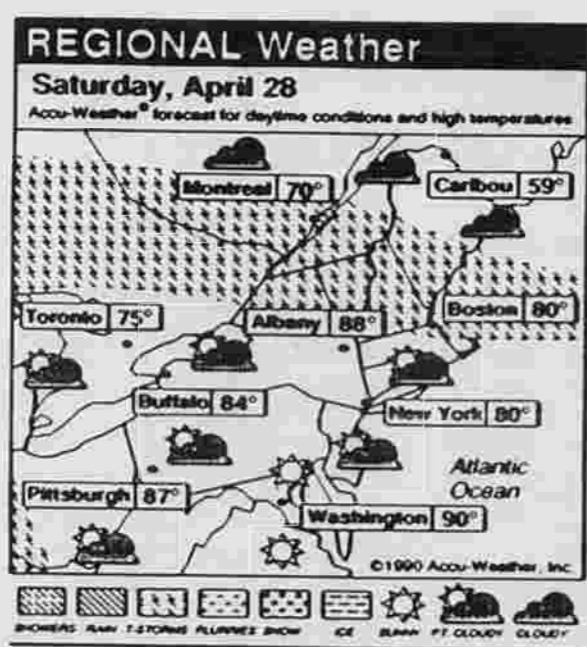 REGIONAL Weather
Saturday, April 28
Accu-Weather® forecast for daytime conditions and high temperatures
Montreal 70°
Caribou 59°
Toronto 75°
Albany 88°
Boston 80°
Buffalo 84°
New York 80°
Pittsburgh 87°
Atlantic
Ocean
Washington 90°
©1990 Accu-Weather, Inc.
SHOWERS RAIN T-STORMS FLURRIES SNOW ICE SUNNY PT. CLOUDY CLOUDY